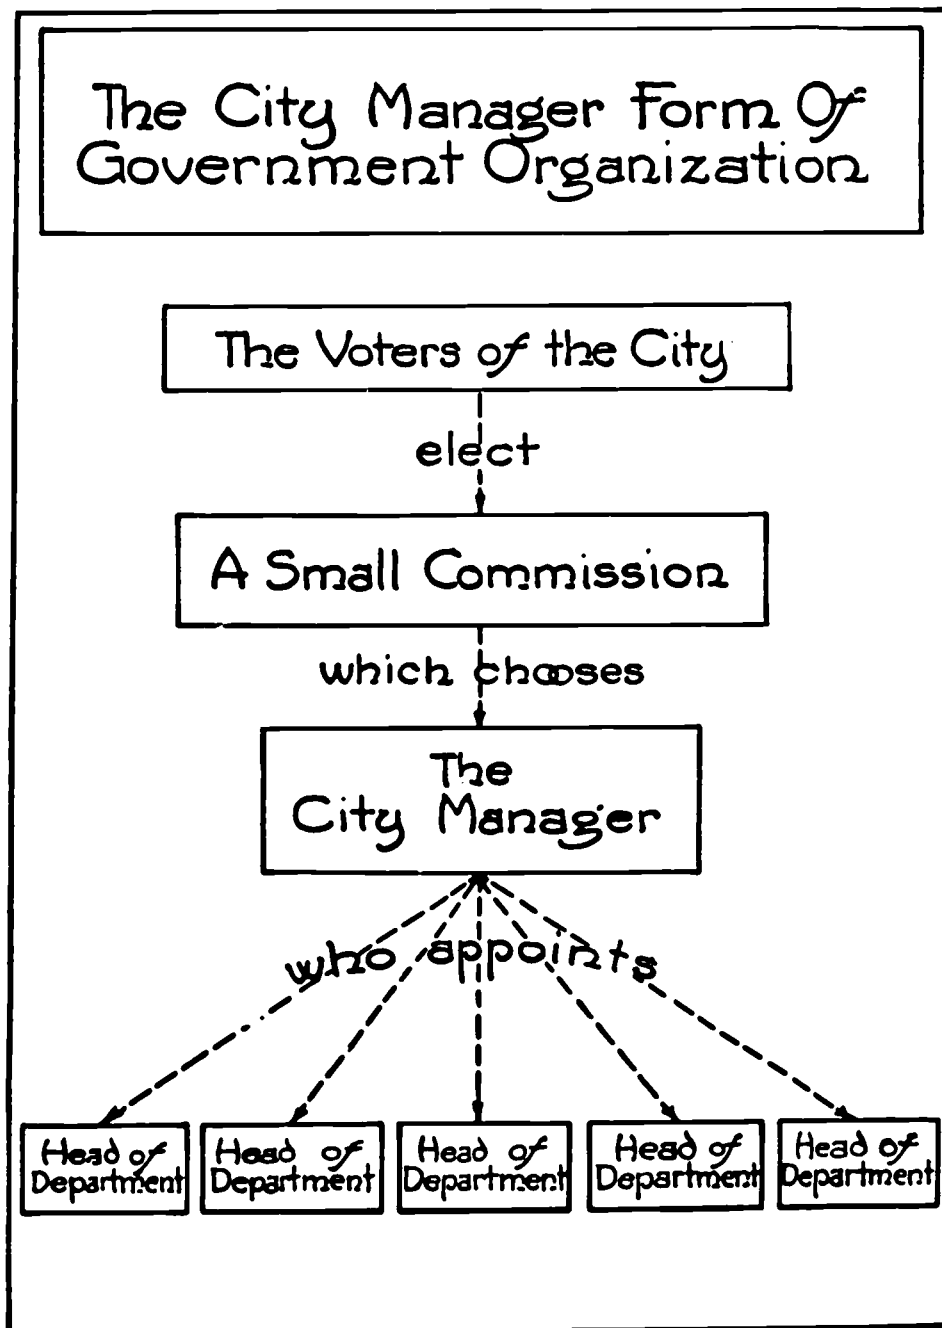 The City Manager Form Of
Government Organization
The Voters of the City
elect
A Small Commission
which chooses
The
City Manager
who appoints
Head of
Department
Head of
Department
Head of
Department
Head of
Department
Head of
Department